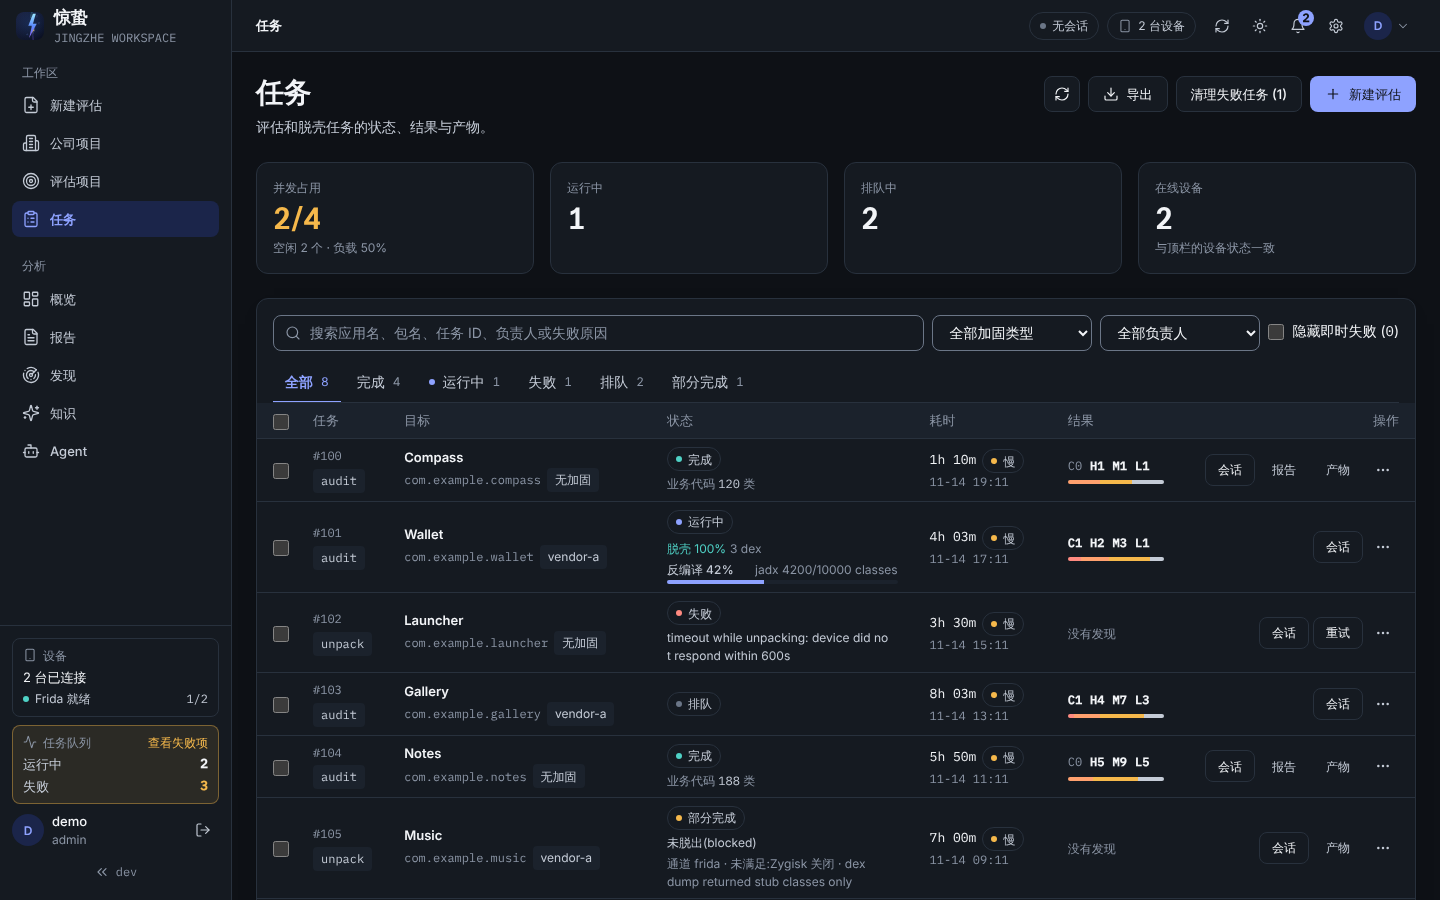 惊蛰
JINGZHE WORKSPACE
工作区
新建评估
公司项目
评估项目
任务
分析
概览
报告
发现
知识
Agent
设备
2 台已连接
Frida 就绪 1/2
任务队列 查看失败项
运行中 2
失败 3
D demo
admin
dev
任务
无会话 2 台设备 2 D
任务
评估和脱壳任务的状态、结果与产物。
导出 清理失败任务 (1) 新建评估
并发占用
2/4
空闲 2 个 · 负载 50%
运行中
1
排队中
2
在线设备
2
与顶栏的设备状态一致
搜索应用名、包名、任务 ID、负责人或失败原因 全部加固类型 全部负责人 隐藏即时失败 (0)
全部 8 完成 4 运行中 1 失败 1 排队 2 部分完成 1
任务 目标 状态 耗时 结果 操作
#100 Compass 完成 1h 10m 慢 C0 H1 M1 L1 会话 报告 产物 ···
audit com.example.compass 无加固 业务代码 120 类 11-14 19:11
#101 Wallet 运行中 4h 03m 慢 C1 H2 M3 L1 会话 ···
audit com.example.wallet vendor-a 脱壳 100% 3 dex 11-14 17:11
反编译 42% jadx 4200/10000 classes
#102 Launcher 失败 3h 30m 慢 没有发现 会话 重试 ···
unpack com.example.launcher 无加固 timeout while unpacking: device did no 11-14 15:11
t respond within 600s
#103 Gallery 排队 8h 03m 慢 C1 H4 M7 L3 会话 ···
audit com.example.gallery vendor-a 11-14 13:11
#104 Notes 完成 5h 50m 慢 C0 H5 M9 L5 会话 报告 产物 ···
audit com.example.notes 无加固 业务代码 188 类 11-14 11:11
#105 Music 部分完成 7h 00m 慢 没有发现 会话 产物 ···
unpack com.example.music vendor-a 未脱出(blocked) 11-14 09:11
通道 frida · 未满足:Zygisk 关闭 · dex
dump returned stub classes only